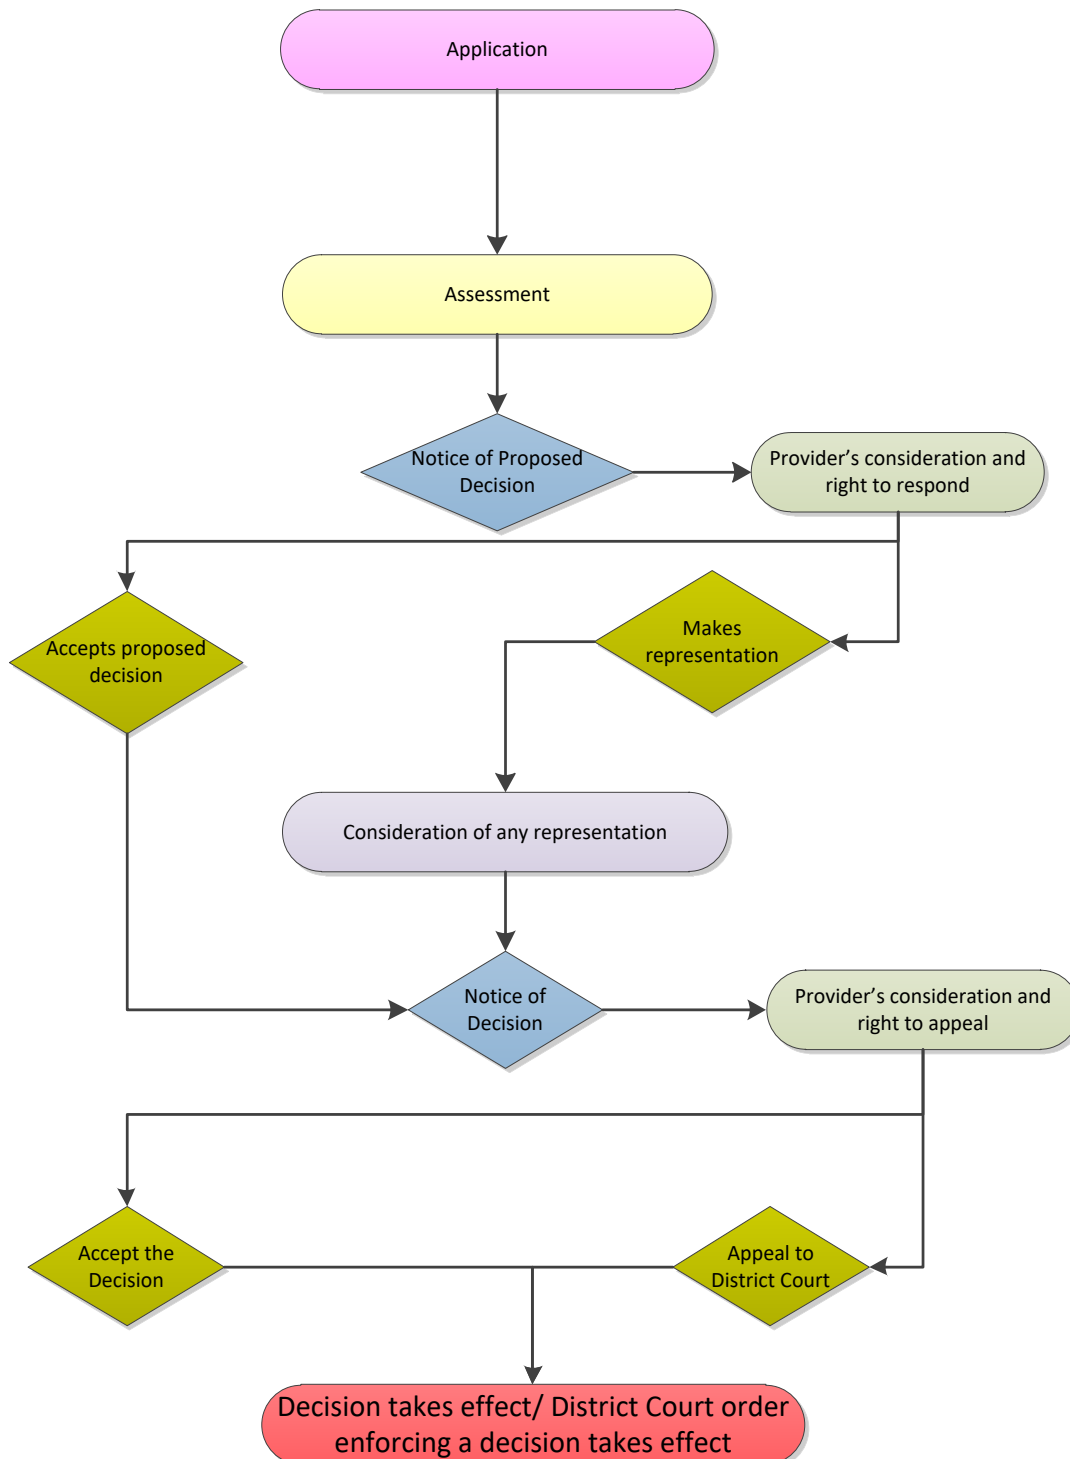 Application
Assessment
Notice of Proposed
Decision
Provider’s consideration and
right to respond
Makes
representation
Accepts proposed
decision
Consideration of any representation
Notice of
Decision
Provider’s consideration and
right to appeal
Accept the
Decision
Appeal to
District Court
Decision takes effect/ District Court order
enforcing a decision takes effect